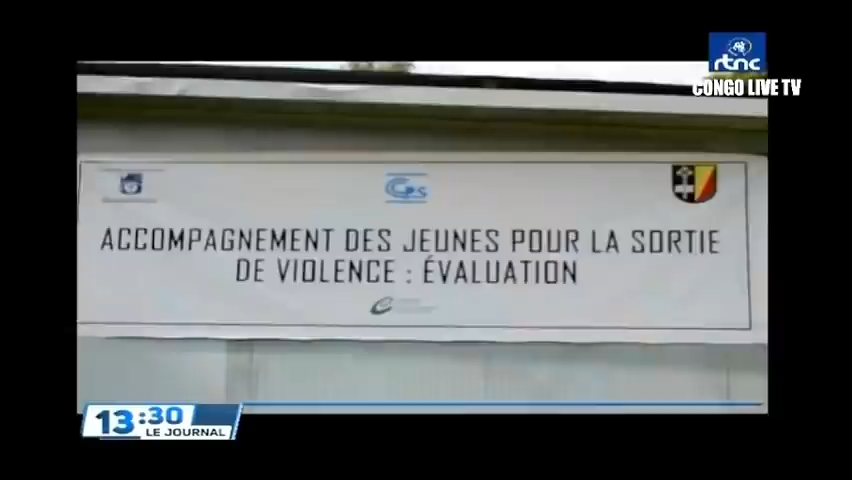 rtnc
CONGO LIVE TV
ACCOMPAGNEMENT DES JEUNES POUR LA SORTIE
DE VIOLENCE : ÉVALUATION
13:30
LE JOURNAL